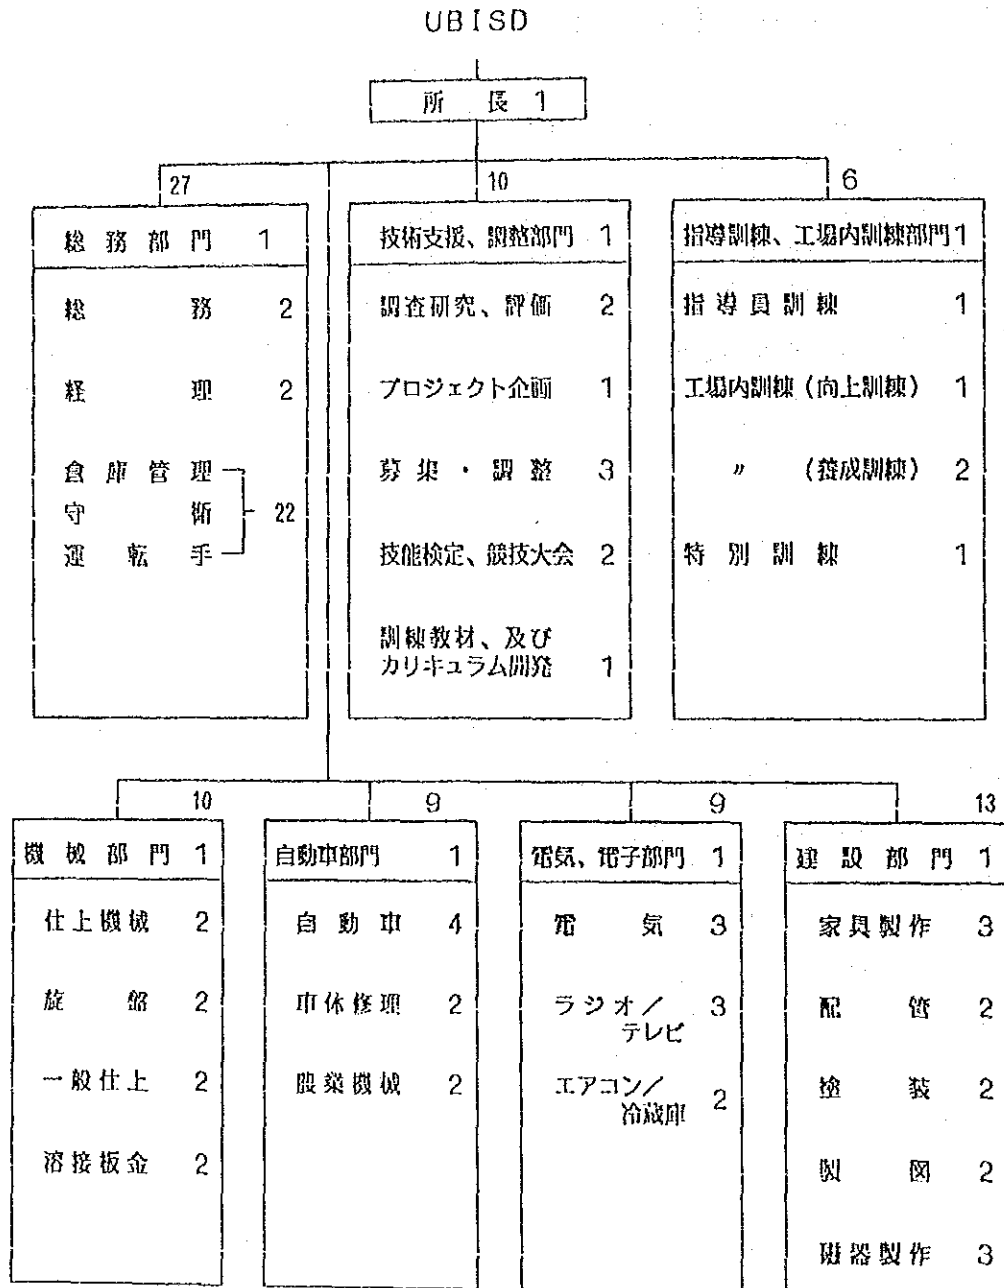 UBISD
所長 1
27
総務部門 1
総務 2
経理 2
倉庫管理
守衛 22
運転手
10
技術支援、調整部門 1
調査研究、評価 2
プロジェクト企画 1
募集・調整 3
技能検定、競技大会 2
訓練教材、及び
カリキュラム開発 1
6
指導訓練、工場内訓練部門 1
指導員訓練 1
工場内訓練(向上訓練) 1
〃 (養成訓練) 2
特別訓練 1
10
機械部門 1
仕上機械 2
旋盤 2
一般仕上 2
溶接板金 2
9
自動車部門 1
自動車 4
車体修理 2
農業機械 2
9
電気、電子部門 1
電気 3
ラジオ/ 3
テレビ
エアコン/ 2
冷蔵庫
13
建設部門 1
家具製作 3
配管 2
塗装 2
製図 2
磁器製作 3